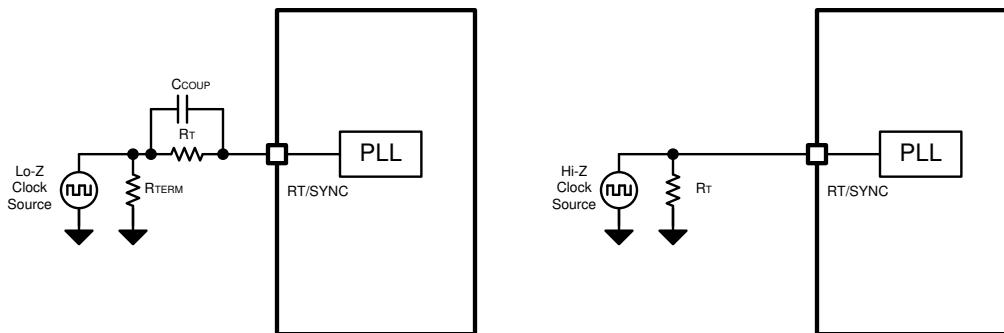 CCOUP
RT
PLL
Lo-Z
Clock
Source
RTERM
RT/SYNC
Hi-Z
Clock
Source
RT
PLL
RT/SYNC